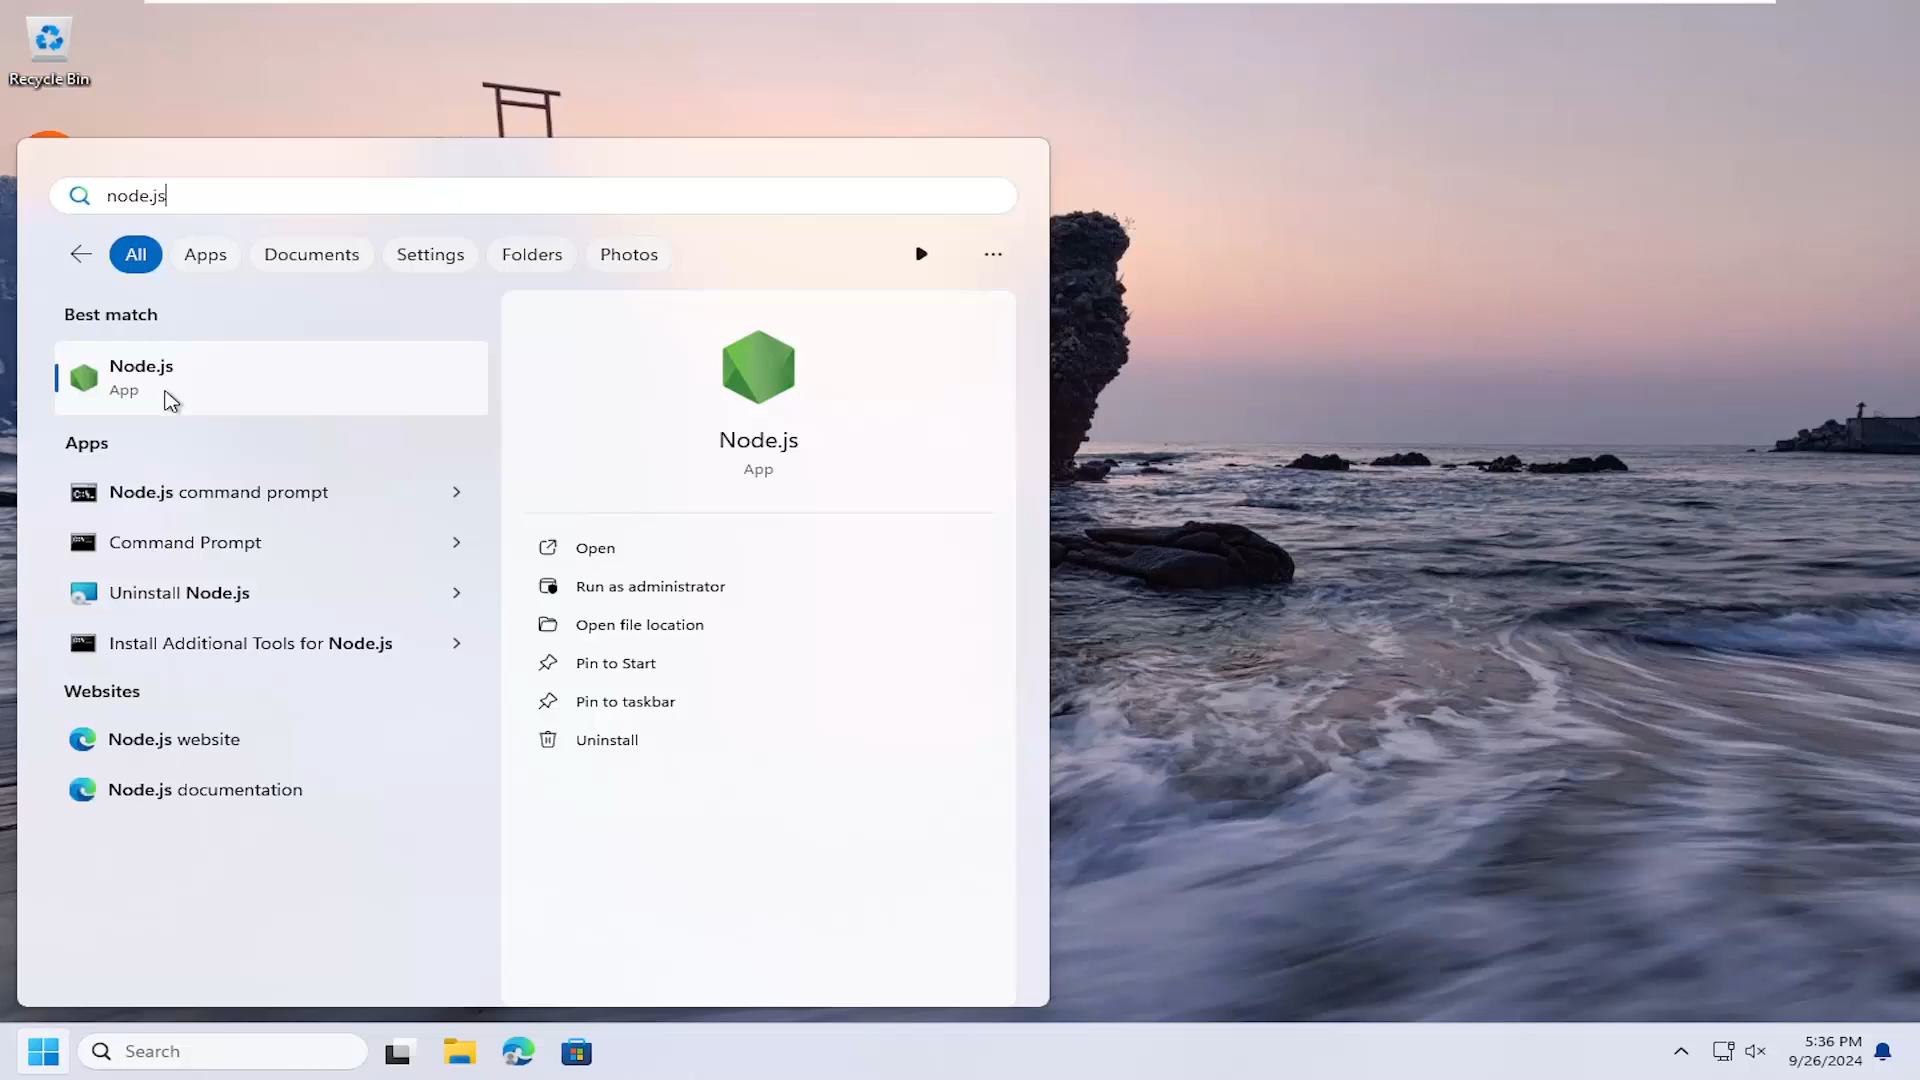 Recycle Bin
node.js
All
Apps
Documents
Settings
Folders
Photos
Best match
Node.js
App
Apps
Node.js command prompt
Command Prompt
Uninstall Node.js
Install Additional Tools for Node.js
Websites
Node.js website
Node.js documentation
Node.js
App
Open
Run as administrator
Open file location
Pin to Start
Pin to taskbar
Uninstall
Search
5:36 PM
9/26/2024